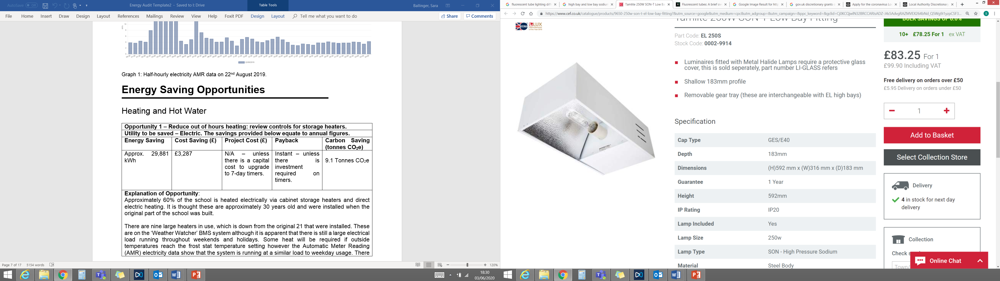 AutoSave Off
Energy Audit Template2 - Saved to I: Drive
Table Tools
Ballinger, Sara
File Home Insert Draw Design Layout References Mailings Review View Help Foxit PDF Design Layout Tell me what you want to do Share Comments
22/08/2019
Graph 1: Half-hourly electricity AMR data on 22nd August 2019.
Energy Saving Opportunities
Heating and Hot Water
Opportunity 1 – Reduce out of hours heating: review controls for storage heaters.
Utility to be saved – Electric. The savings provided below equate to annual figures.
Energy Saving Cost Saving (£) Project Cost (£) Payback Carbon Saving
(tonnes CO2e)
Approx. 29,881
kWh
£3,287
N/A – unless
there is a capital
cost to upgrade
to 7-day timers.
Instant – unless
there is
investment
required on
timers.
9.1 Tonnes CO2e
Explanation of Opportunity:
Approximately 60% of the school is heated electrically via cabinet storage heaters and direct
electric heating. It is thought these are approximately 30 years old and were installed when the
original part of the school was built.
There are nine large heaters in use, which is down from the original 21 that were installed. These
are on the 'Weather Watcher' BMS system although it is apparent that there is still a large electrical
load running throughout weekends and holidays. Some heat will be required if outside
temperatures reach the frost stat temperature setting however the Automatic Meter Reading
(AMR) electricity data show that the system is running at a similar load to weekday usage. There
Page 7 of 17 5154 words
120%
18:30
03/06/2020
fluorescent tube lighting diff
high bay and low bay sodium
Tamlite 250W SON-T Low Ba
Fluorescent tubes: A brief ov
Google Image Result for http
gov.uk discretionary grants c
Apply for the coronavirus Lo
Local Authority Discretionary
Tamlite 250W SON-T Low Bay Fitting
Part Code: EL 250S
Stock Code: 0002-9914
Luminaires fitted with Metal Halide Lamps require a protective glass
cover, this is sold seperately, part number LI-GLASS refers
Shallow 183mm profile
Removable gear tray (these are interchangeable with EL high bays)
Specification
Cap Type GES/E40
Depth 183mm
Dimensions (H)592 mm x (W)316 mm x (D)183 mm
Guarantee 1 Year
Height 592mm
IP Rating IP20
Lamp Included Yes
Lamp Size 250w
Lamp Type SON - High Pressure Sodium
Material Steel Body
BULK SAVINGS OF 6.0%
10+ £78.25 For 1 ex VAT
£83.25 For 1
£99.90 Including VAT
Free delivery on orders over £50
£5.95 Delivery on orders under £50
1
Add to Basket
Select Collection Store
Delivery
4 in stock for next day
delivery
Collection
Check s
Town/
Online Chat